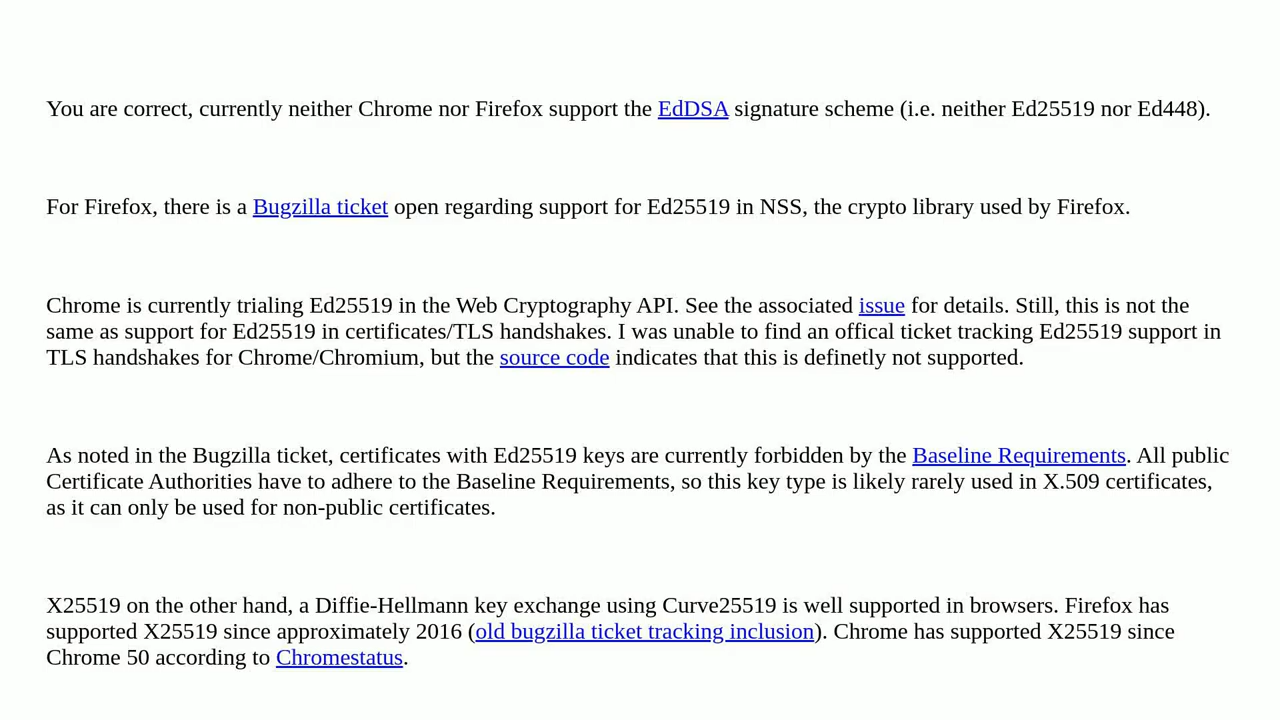 You are correct, currently neither Chrome nor Firefox support the EdDSA signature scheme (i.e. neither Ed25519 nor Ed448).
For Firefox, there is a Bugzilla ticket open regarding support for Ed25519 in NSS, the crypto library used by Firefox.
Chrome is currently trialing Ed25519 in the Web Cryptography API. See the associated issue for details. Still, this is not the
same as support for Ed25519 in certificates/TLS handshakes. I was unable to find an offical ticket tracking Ed25519 support in
TLS handshakes for Chrome/Chromium, but the source code indicates that this is definetly not supported.
As noted in the Bugzilla ticket, certificates with Ed25519 keys are currently forbidden by the Baseline Requirements. All public
Certificate Authorities have to adhere to the Baseline Requirements, so this key type is likely rarely used in X.509 certificates,
as it can only be used for non-public certificates.
X25519 on the other hand, a Diffie-Hellmann key exchange using Curve25519 is well supported in browsers. Firefox has
supported X25519 since approximately 2016 (old bugzilla ticket tracking inclusion). Chrome has supported X25519 since
Chrome 50 according to Chromestatus.